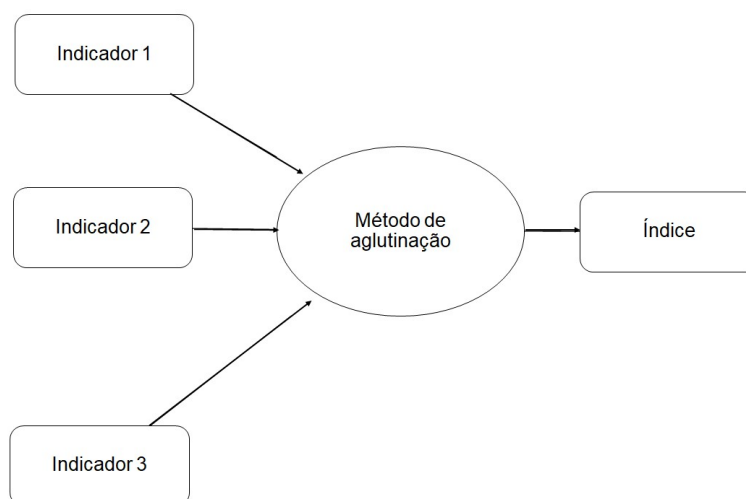 Indicador 1
Indicador 2
Método de
aglutinação
Índice
Indicador 3